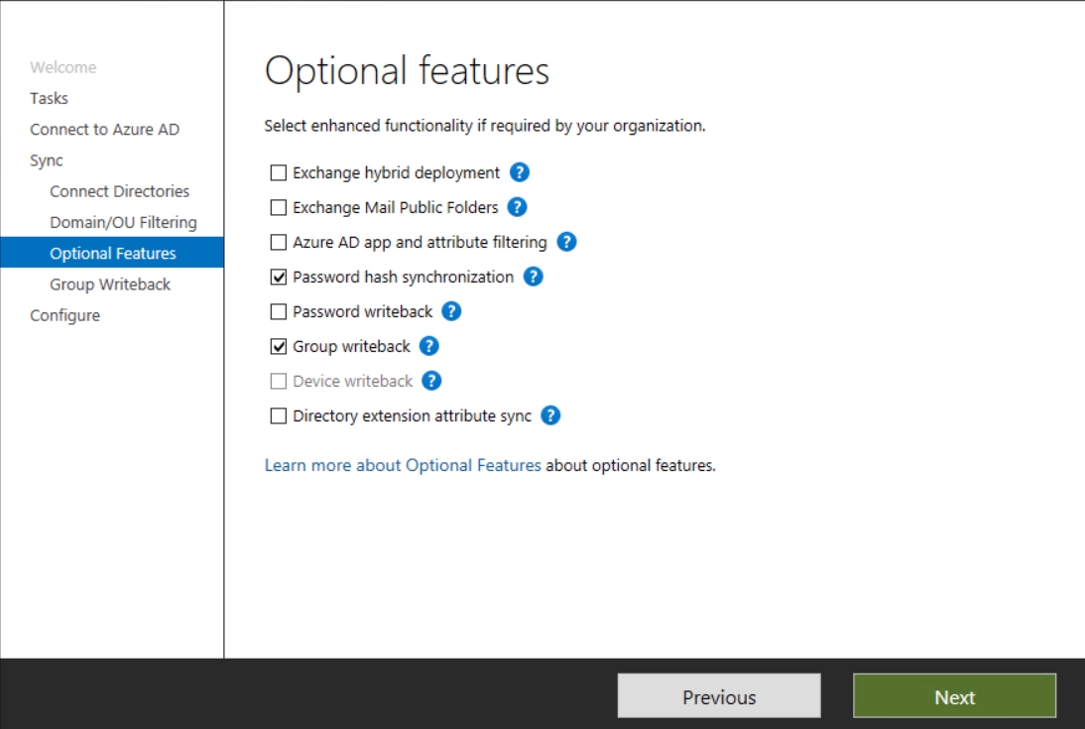 Welcome
Tasks
Connect to Azure AD
Sync
Connect Directories
Domain/OU Filtering
Optional Features
Group Writeback
Configure
Optional features
Select enhanced functionality if required by your organization.
Exchange hybrid deployment ?
Exchange Mail Public Folders ?
Azure AD app and attribute filtering ?
Password hash synchronization ?
Password writeback ?
Group writeback ?
Device writeback ?
Directory extension attribute sync ?
Learn more about Optional Features about optional features.
Previous
Next